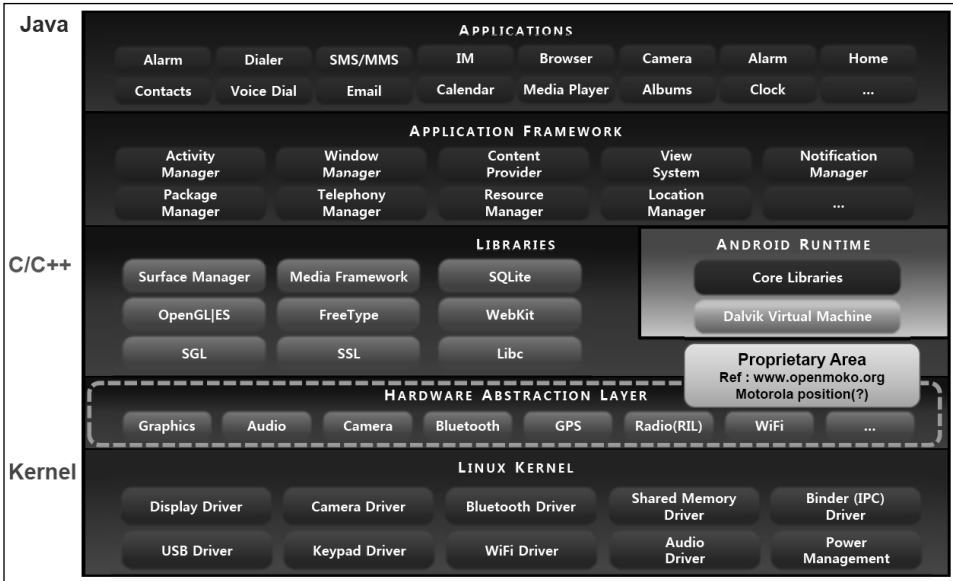 Java
APPLICATIONS
Alarm Dialer SMS/MMS IM Browser Camera Alarm Home
Contacts Voice Dial Email Calendar Media Player Albums Clock ...
APPLICATION FRAMEWORK
Activity Manager Window Manager Content Provider View System Notification Manager
Package Manager Telephony Manager Resource Manager Location Manager ...
C/C++
LIBRARIES
Surface Manager Media Framework SQLite
OpenGL|ES FreeType WebKit
SGL SSL Libc
ANDROID RUNTIME
Core Libraries
Dalvik Virtual Machine
Proprietary Area
Ref : www.openmoko.org
Motorola position(?)
HARDWARE ABSTRACTION LAYER
Graphics Audio Camera Bluetooth GPS Radio(RIL) WiFi ...
Kernel
LINUX KERNEL
Display Driver Camera Driver Bluetooth Driver Shared Memory Driver Binder (IPC) Driver
USB Driver Keypad Driver WiFi Driver Audio Driver Power Management